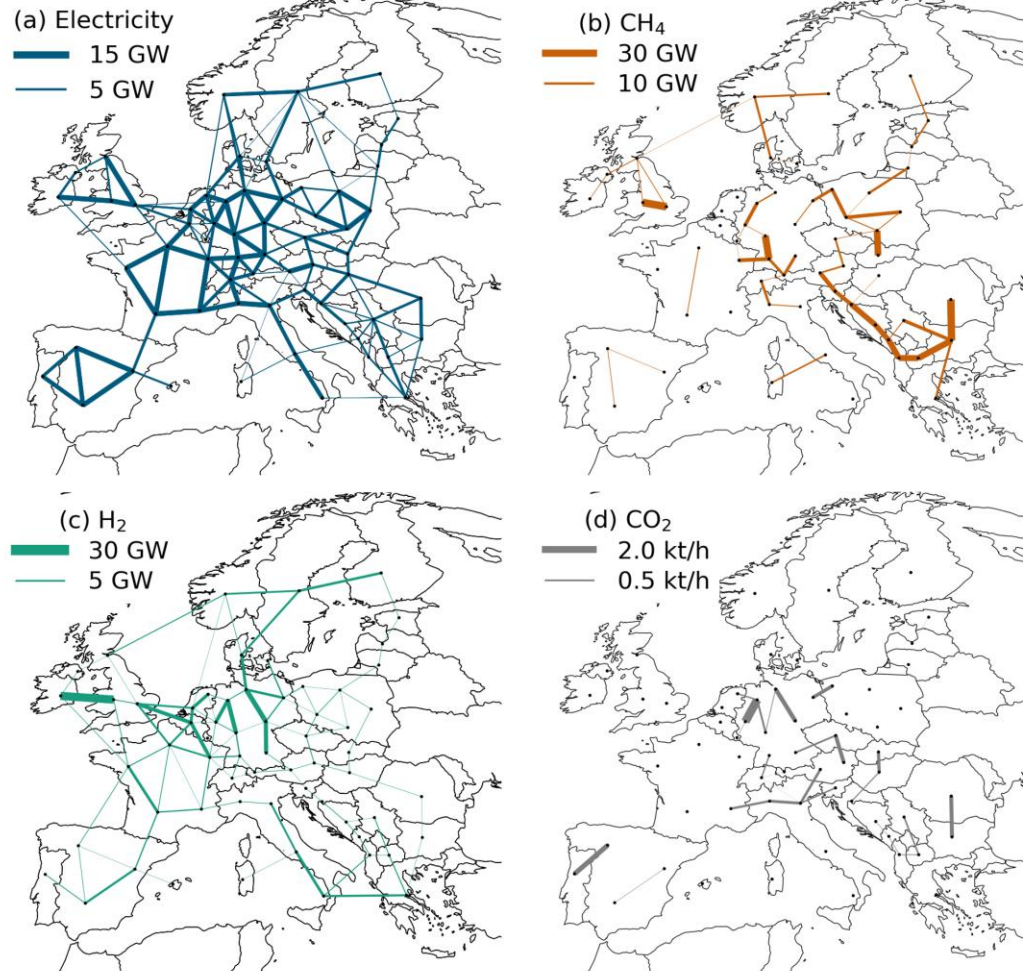 (a) Electricity
15 GW
5 GW
(b) CH₄
30 GW
10 GW
(c) H₂
30 GW
5 GW
(d) CO₂
2.0 kt/h
0.5 kt/h